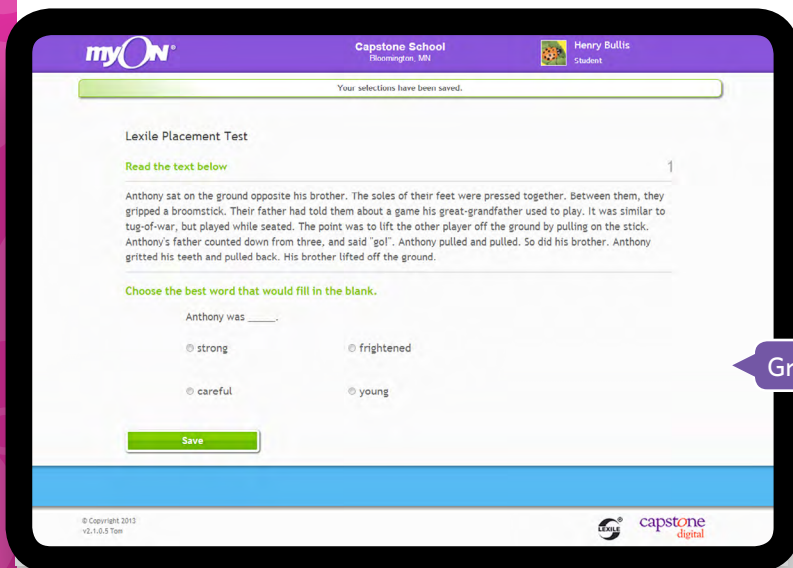 myON®
Capstone School
Bloomington, MN
Henry Bullis
Student
Your selections have been saved.
Lexile Placement Test
Read the text below
1
Anthony sat on the ground opposite his brother. The soles of their feet were pressed together. Between them, they
gripped a broomstick. Their father had told them about a game his great-grandfather used to play. It was similar to
tug-of-war, but played while seated. The point was to lift the other player off the ground by pulling on the stick.
Anthony's father counted down from three, and said "go!". Anthony pulled and pulled. So did his brother. Anthony
gritted his teeth and pulled back. His brother lifted off the ground.
Choose the best word that would fill in the blank.
Anthony was _____.
strong
frightened
Gr
careful
young
Save
© Copyright 2013
v2.1.0.5 Tom
LEXILE®
capstone
digital